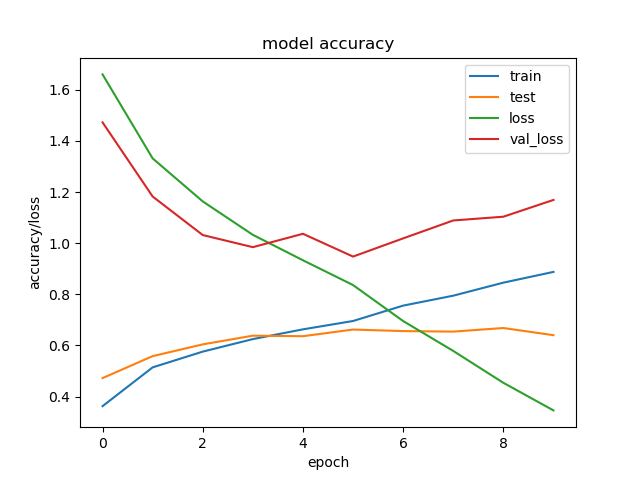 model accuracy
accuracy/loss
1.6
1.4
1.2
1.0
0.8
0.6
0.4
train
test
loss
val_loss
0 2 4 6 8
epoch